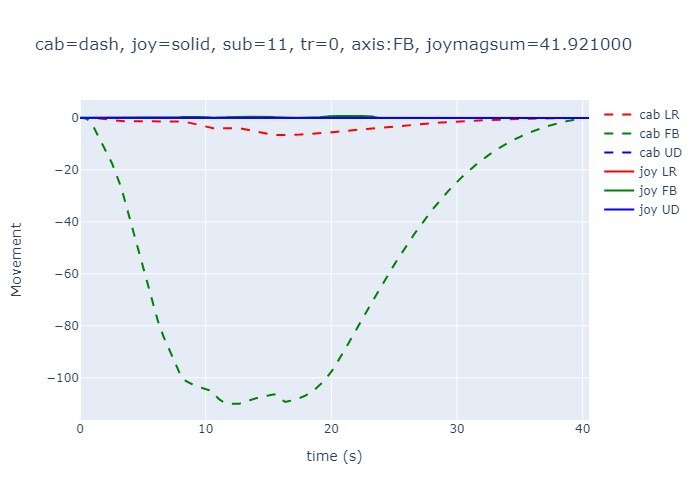 cab=dash, joy=solid, sub=11, tr=0, axis:FB, joymagsum=41.921000
cab LR
cab FB
cab UD
joy LR
joy FB
joy UD
Movement
0
−20
−40
−60
−80
−100
0 10 20 30 40
time (s)